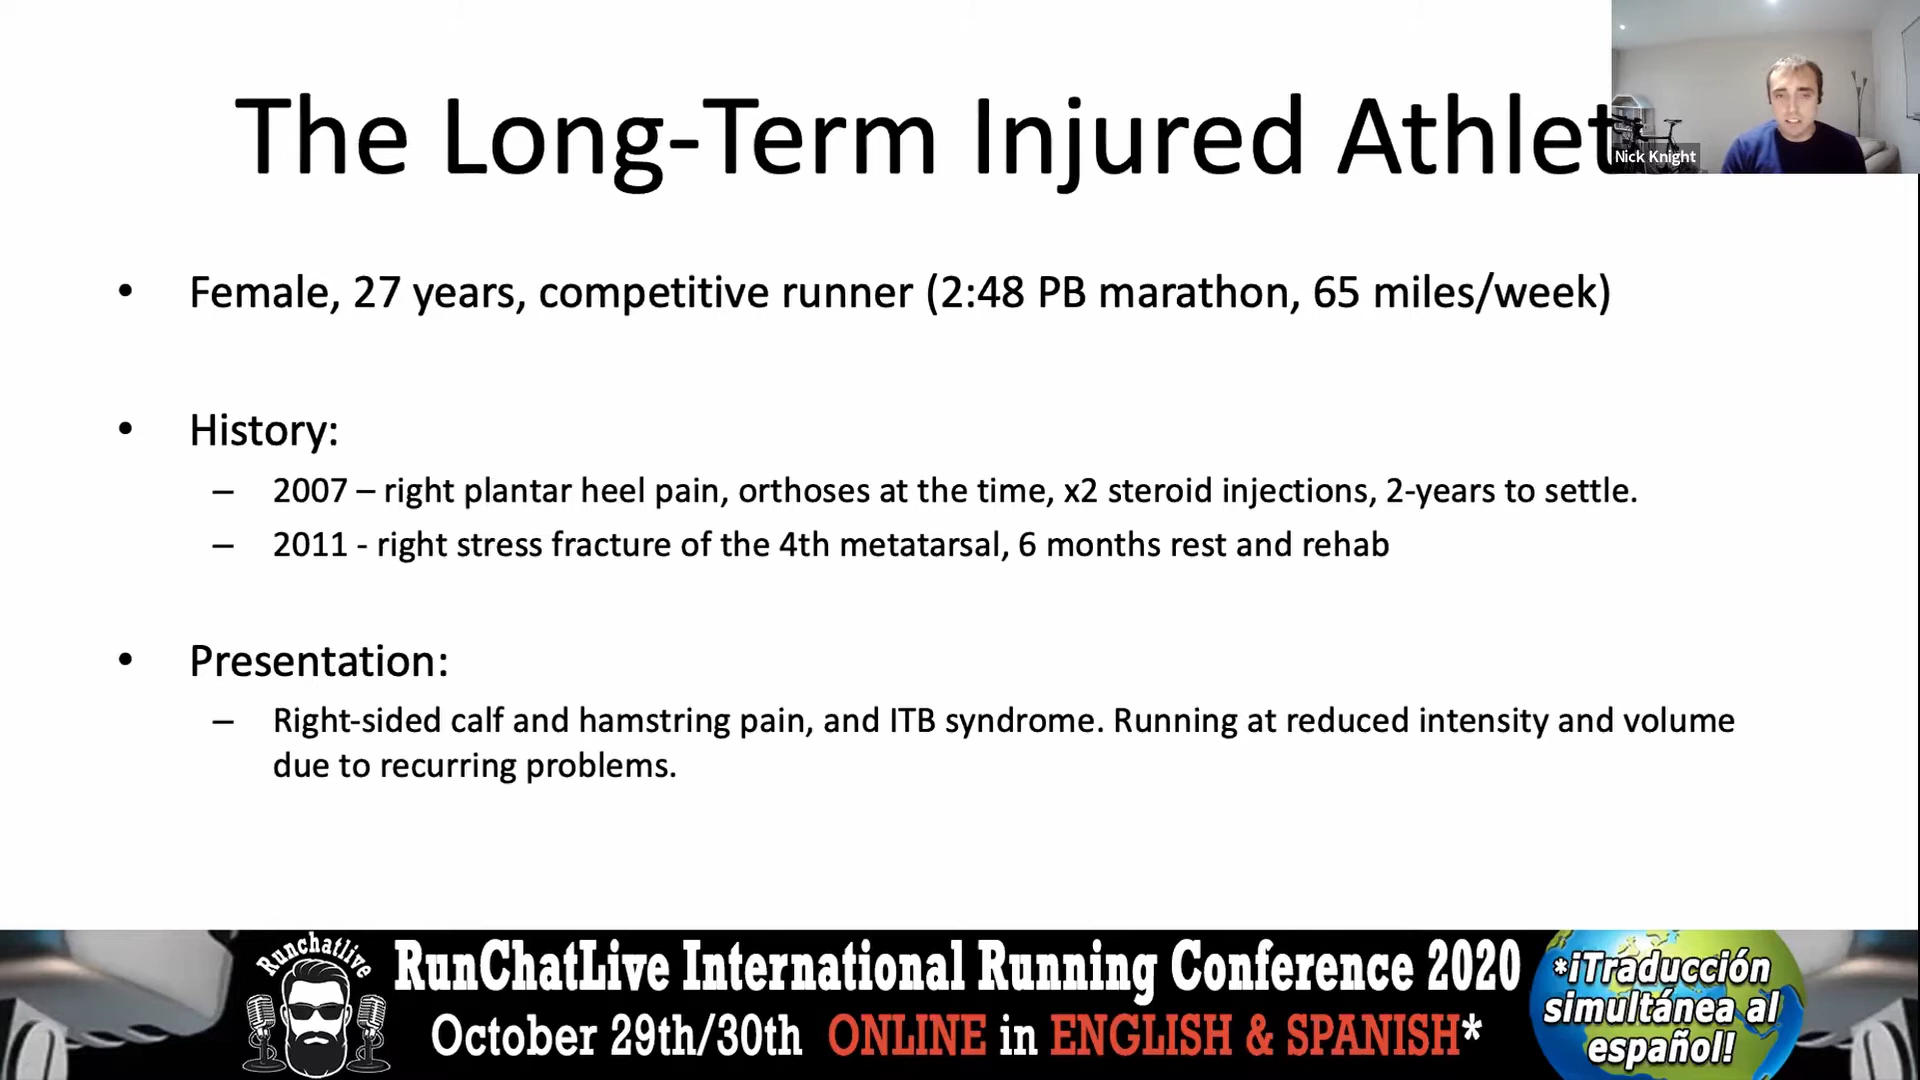 The Long-Term Injured Athlet
Nick Knight
• Female, 27 years, competitive runner (2:48 PB marathon, 65 miles/week)
• History:
– 2007 – right plantar heel pain, orthoses at the time, x2 steroid injections, 2-years to settle.
– 2011 - right stress fracture of the 4th metatarsal, 6 months rest and rehab
• Presentation:
– Right-sided calf and hamstring pain, and ITB syndrome. Running at reduced intensity and volume
due to recurring problems.
Runchatlive
RunChatLive International Running Conference 2020
October 29th/30th ONLINE in ENGLISH & SPANISH*
*¡Traducción
simultánea al
español!